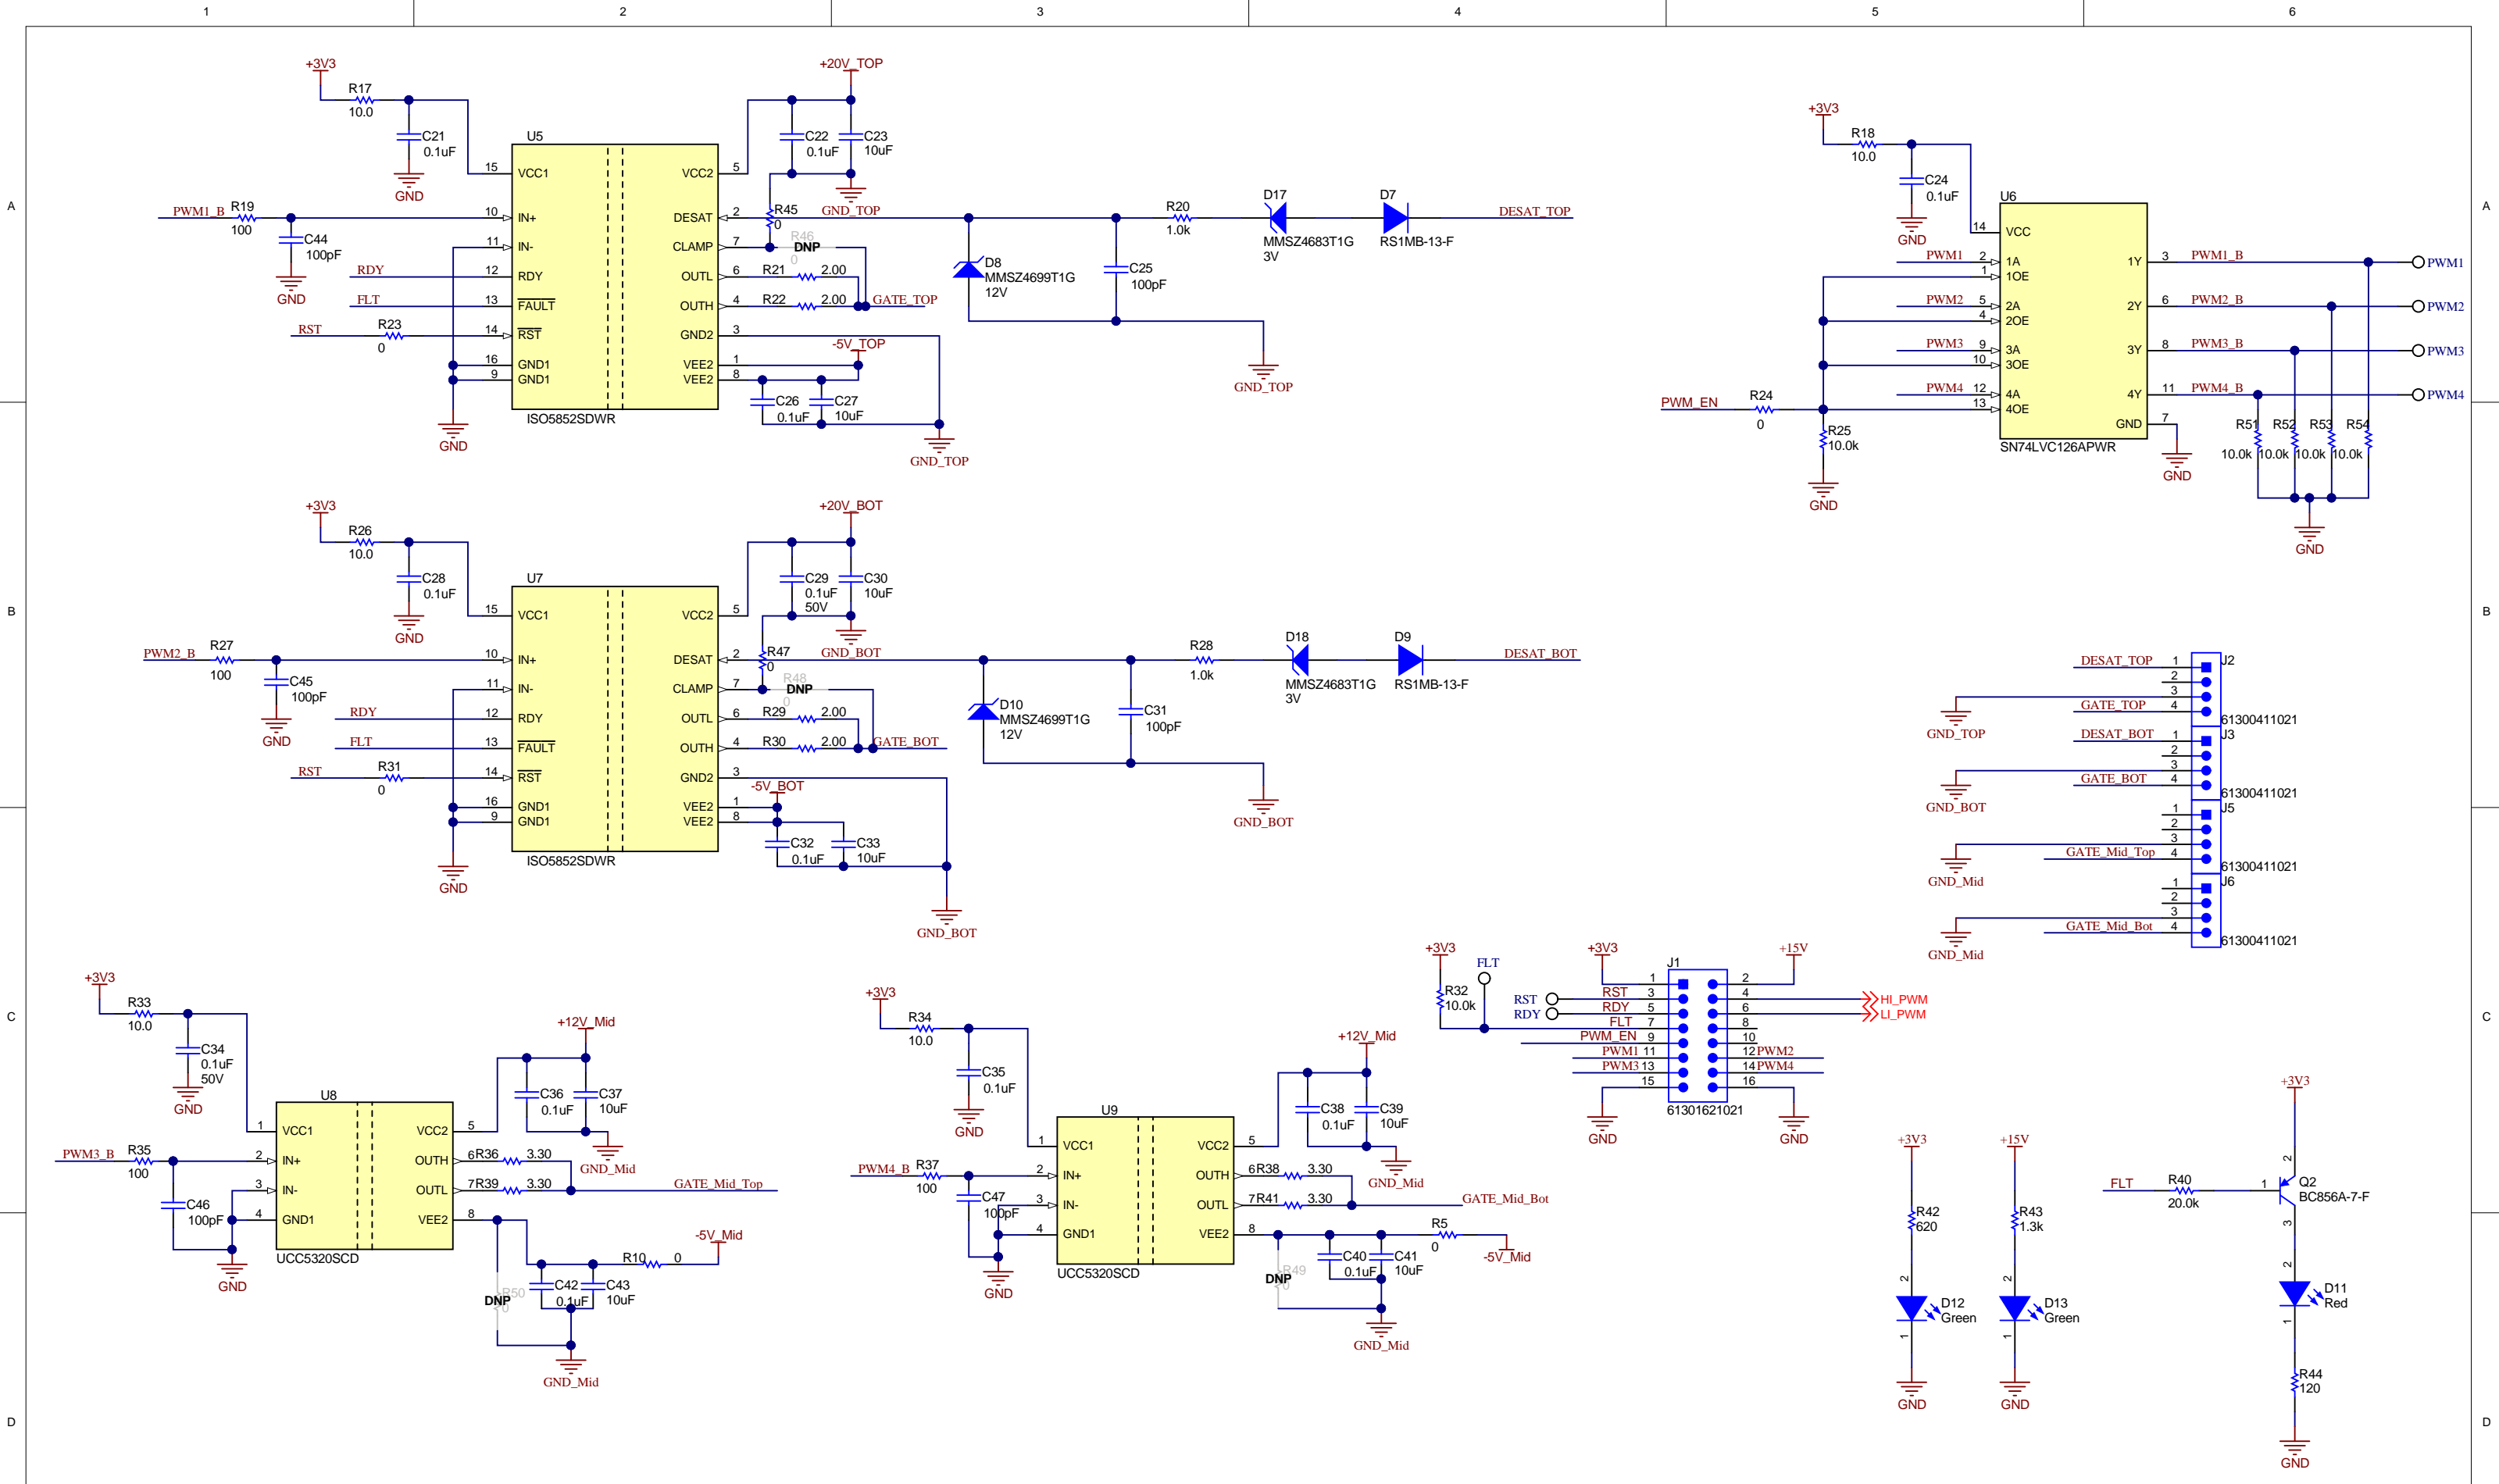 1 2 3 4 5 6
A
A
B
B
C
C
D
D
+3V3
R17
10.0
C21
0.1uF
GND
+20V_TOP
C22
0.1uF
C23
10uF
GND_TOP
U5
15 VCC1
VCC2 5
PWM1_B
R19
100
10 IN+
DESAT 2
C44
100pF
GND
11 IN-
CLAMP 7
RDY
12 RDY
OUTL 6
FLT
13 FAULT
OUTH 4
RST
R23
0
14 RST
GND2 3
16 GND1
VEE2 1
9 GND1
VEE2 8
GND
ISO5852SDWR
R45
0
R46
DNP
0
R21 2.00
R22 2.00
GATE_TOP
-5V_TOP
C26
0.1uF
C27
10uF
GND_TOP
D8
MMSZ4699T1G
12V
C25
100pF
GND_TOP
R20
1.0k
D17
MMSZ4683T1G
3V
D7
RS1MB-13-F
DESAT_TOP
+3V3
R18
10.0
C24
0.1uF
GND
U6
14 VCC
PWM1 2 1A
1 1OE
PWM2 5 2A
4 2OE
PWM3 9 3A
10 3OE
PWM4 12 4A
13 4OE
1Y 3 PWM1_B PWM1
2Y 6 PWM2_B PWM2
3Y 8 PWM3_B PWM3
4Y 11 PWM4_B PWM4
GND 7
GND
SN74LVC126APWR
PWM_EN
R24
0
R25
10.0k
GND
R51 R52 R53 R54
10.0k 10.0k 10.0k 10.0k
GND
+3V3
R26
10.0
C28
0.1uF
GND
+20V_BOT
C29
0.1uF
50V
C30
10uF
GND_BOT
U7
15 VCC1
VCC2 5
PWM2_B
R27
100
10 IN+
DESAT 2
C45
100pF
GND
11 IN-
CLAMP 7
RDY
12 RDY
OUTL 6
FLT
13 FAULT
OUTH 4
RST
R31
0
14 RST
GND2 3
16 GND1
VEE2 1
9 GND1
VEE2 8
GND
ISO5852SDWR
R47
0
R48
DNP
0
R29 2.00
R30 2.00
GATE_BOT
-5V_BOT
C32
0.1uF
C33
10uF
GND_BOT
D10
MMSZ4699T1G
12V
C31
100pF
GND_BOT
R28
1.0k
D18
MMSZ4683T1G
3V
D9
RS1MB-13-F
DESAT_BOT
DESAT_TOP 1 J2
2
3
GATE_TOP 4
GND_TOP
61300411021
DESAT_BOT 1 J3
2
3
GATE_BOT 4
GND_BOT
61300411021
1 J5
2
3
GATE_Mid_Top 4
GND_Mid
61300411021
1 J6
2
3
GATE_Mid_Bot 4
GND_Mid
61300411021
+3V3
R33
10.0
C34
0.1uF
50V
GND
U8
1 VCC1
VCC2 5
PWM3_B
R35
100
2 IN+
OUTH 6
3 IN-
OUTL 7
4 GND1
VEE2 8
C46
100pF
GND
UCC5320SCD
+12V_Mid
C36
0.1uF
C37
10uF
GND_Mid
R36 3.30
R39 3.30
GATE_Mid_Top
R50
DNP
0
C42
0.1uF
C43
10uF
R10 0
-5V_Mid
GND_Mid
+3V3
R34
10.0
C35
0.1uF
GND
U9
1 VCC1
VCC2 5
PWM4_B
R37
100
2 IN+
OUTH 6
3 IN-
OUTL 7
4 GND1
VEE2 8
C47
100pF
GND
UCC5320SCD
+12V_Mid
C38
0.1uF
C39
10uF
GND_Mid
R38 3.30
R41 3.30
GATE_Mid_Bot
R49
DNP
0
C40
0.1uF
C41
10uF
R5
0
-5V_Mid
GND_Mid
+3V3
R32
10.0k
FLT
+3V3
+15V
J1
1 2
RST RST 3 4 HI_PWM
RDY RDY 5 6 LI_PWM
FLT 7 8
PWM_EN 9 10
PWM1 11 12 PWM2
PWM3 13 14 PWM4
15 16
61301621021
GND
GND
+3V3
R42
620
2
D12
Green
1
GND
+15V
R43
1.3k
2
D13
Green
1
GND
+3V3
2
FLT
R40
20.0k
1
Q2
BC856A-7-F
3
2
D11
Red
1
R44
120
GND